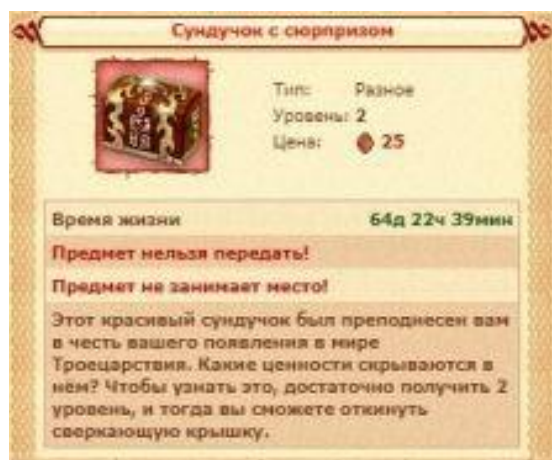 Сундучок с сюрпризом
Тип: Разное
Уровень: 2
Цена: 25
Время жизни 64д 22ч 39мин
Предмет нельзя передать!
Предмет не занимает место!
Этот красивый сундучок был преподнесен вам
в честь вашего появления в мире
Троецарствия. Какие ценности скрываются в
нём? Чтобы узнать это, достаточно получить 2
уровень, и тогда вы сможете откинуть
сверкающую крышку.